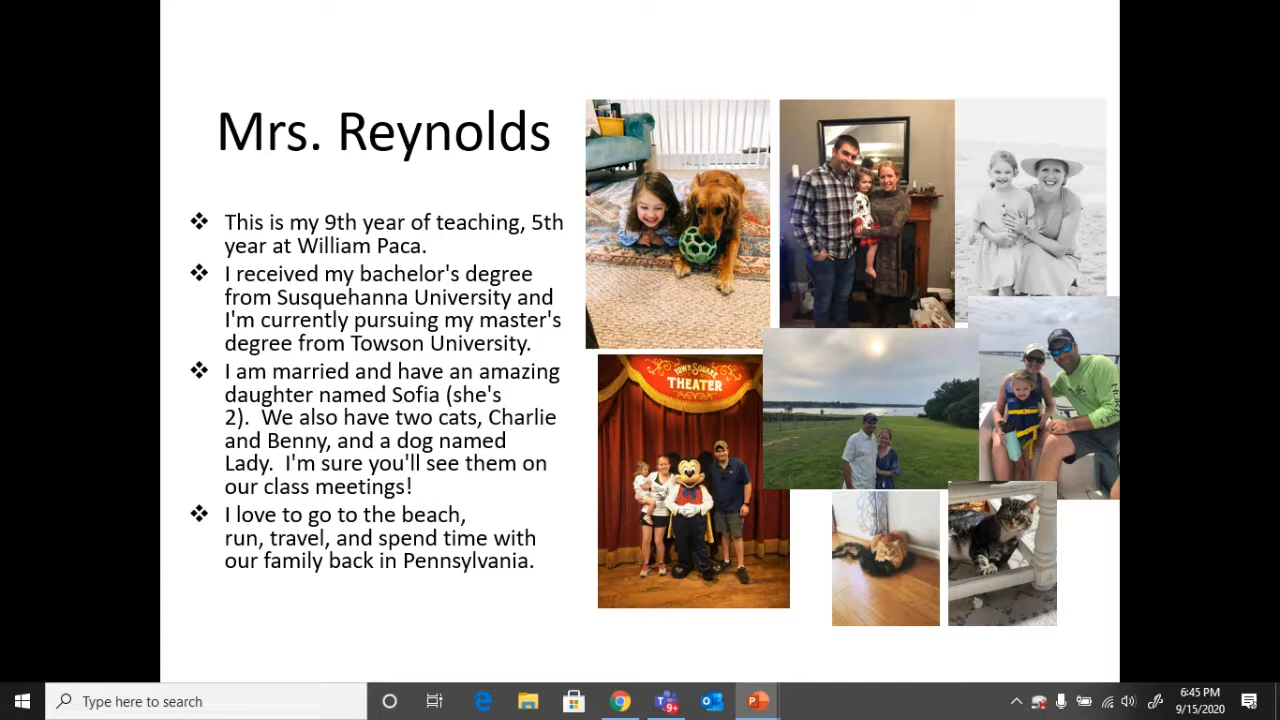 Mrs. Reynolds
❖ This is my 9th year of teaching, 5th
year at William Paca.
❖ I received my bachelor's degree
from Susquehanna University and
I'm currently pursuing my master's
degree from Towson University.
❖ I am married and have an amazing
daughter named Sofia (she's
2).  We also have two cats, Charlie
and Benny, and a dog named
Lady.  I'm sure you'll see them on
our class meetings!
❖ I love to go to the beach,
run, travel, and spend time with
our family back in Pennsylvania.
TOWN SQUARE
THEATER
Type here to search
9+
6:45 PM
9/15/2020